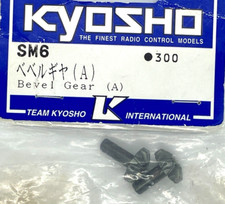 KYOSHO
THE FINEST RADIO CONTROL MODELS
SM6
●300
ベベルギヤ(A)
Bevel Gear (A)
TEAM KYOSHO K INTERNATIONAL